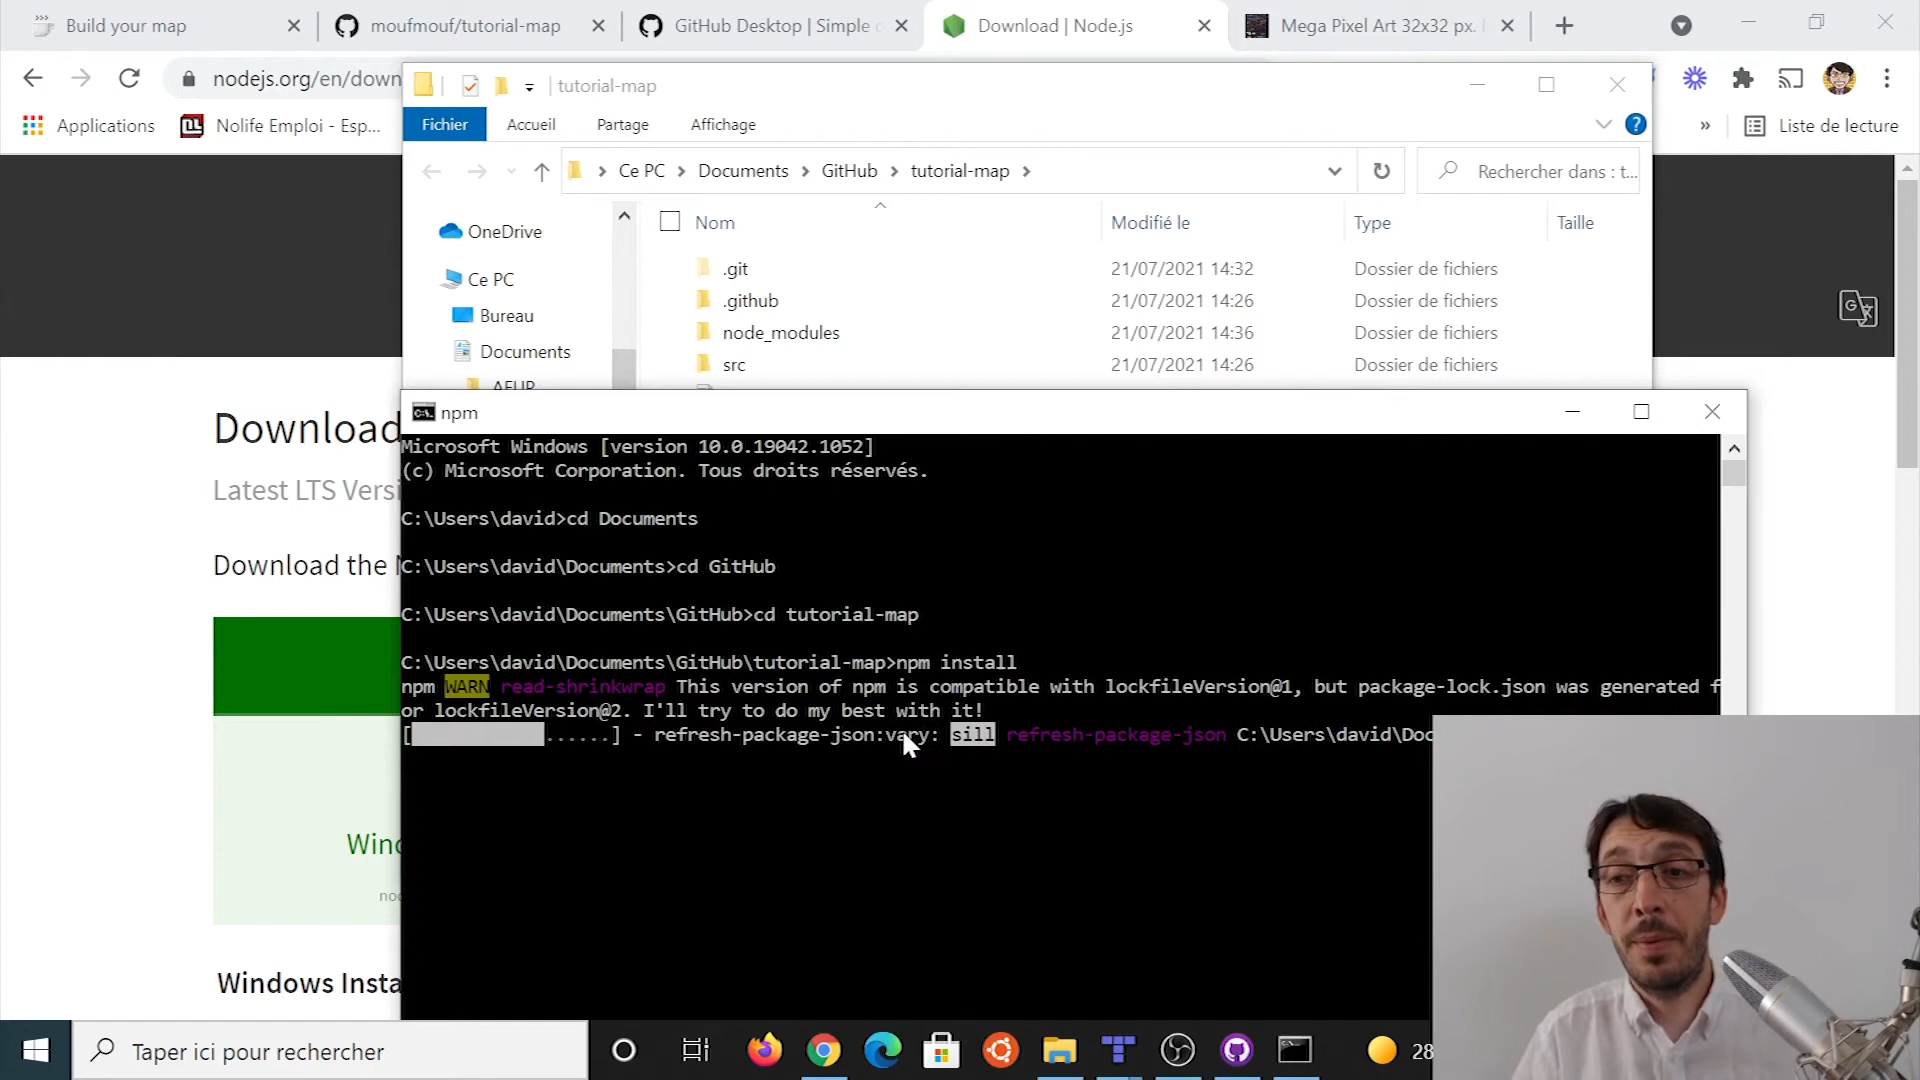 Build your map
moufmouf/tutorial-map
GitHub Desktop | Simple c
Download | Node.js
Mega Pixel Art 32x32 px.
nodejs.org/en/down
tutorial-map
Applications
Nolife Emploi - Esp...
»
Liste de lecture
Fichier
Accueil
Partage
Affichage
Ce PC > Documents > GitHub > tutorial-map >
Rechercher dans : t...
OneDrive
Ce PC
Bureau
Documents
Nom
Modifié le
Type
Taille
.git
21/07/2021 14:32
Dossier de fichiers
.github
21/07/2021 14:26
Dossier de fichiers
node_modules
21/07/2021 14:36
Dossier de fichiers
src
21/07/2021 14:26
Dossier de fichiers
Download
Latest LTS Versi
Download the
Wind
Windows Insta
npm
Microsoft Windows [version 10.0.19042.1052]
(c) Microsoft Corporation. Tous droits réservés.
C:\Users\david>cd Documents
C:\Users\david\Documents>cd GitHub
C:\Users\david\Documents\GitHub>cd tutorial-map
C:\Users\david\Documents\GitHub\tutorial-map>npm install
npm WARN read-shrinkwrap This version of npm is compatible with lockfileVersion@1, but package-lock.json was generated f
or lockfileVersion@2. I'll try to do my best with it!
[ ......] - refresh-package-json:vary: sill refresh-package-json C:\Users\david\Doc
Taper ici pour rechercher
28